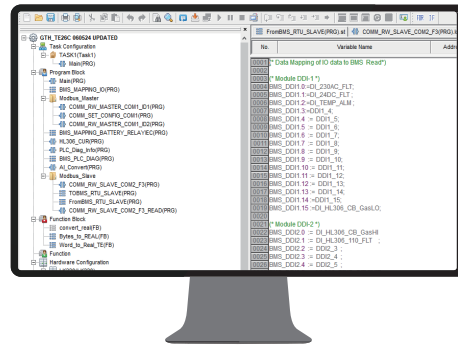 GTH_TE26C 060524 UPDATED
Task Configuration
TASK1(Task1)
Main(PRG)
Program Block
Main(PRG)
BMS_MAPPING_IO(PRG)
Modbus_Master
COMM_RW_MASTER_COM1_ID1(PRG)
COMM_SET_CONFIG_COM1(PRG)
COMM_RW_MASTER_COM1_ID2(PRG)
BMS_MAPPING_BATTERY_RELAY/EC(PRG)
HL306_CUR(PRG)
PLC_Diag_Info(PRG)
BMS_PLC_DIAG(PRG)
AI_Convert(PRG)
Modbus_Slave
COMM_RW_SLAVE_COM2_F3(PRG)
TOBMS_RTU_SLAVE(PRG)
FromBMS_RTU_SLAVE(PRG)
COMM_RW_SLAVE_COM2_F3_READ(PRG)
Function Block
convert_real(FB)
Bytes_to_REAL(FB)
Word_to_Real_TE(FB)
Function
Hardware Configuration
FromBMS_RTU_SLAVE(PRG).st COMM_RW_SLAVE_COM2_F3(PRG)
No. Variable Name
0001 (* Data Mapping of IO data to BMS Read*)
0002
0003 (* Module DDI-1 *)
0004 BMS_DDI1.0:=DI_230AC_FLT;
0005 BMS_DDI1.1:=DI_24DC_FLT;
0006 BMS_DDI1.2:=DI_TEMP_ALM ;
0007 BMS_DDI1.3:=DDI1_4;
0008 BMS_DDI1.4 := DDI1_5;
0009 BMS_DDI1.5 := DDI1_6;
0010 BMS_DDI1.6 := DDI1_7;
0011 BMS_DDI1.7 := DDI1_8;
0012 BMS_DDI1.8 := DDI1_9;
0013 BMS_DDI1.9 := DDI1_10;
0014 BMS_DDI1.10 := DDI1_11;
0015 BMS_DDI1.11 := DDI1_12;
0016 BMS_DDI1.12 := DDI1_13;
0017 BMS_DDI1.13 := DDI1_14;
0018 BMS_DDI1.14 :=DDI1_15;
0019 BMS_DDI1.15 :=DI_HL306_CB_GasLO;
0020
0021 (* Module DDI-2 *)
0022 BMS_DDI2.0 := DI_HL306_CB_GasHI
0023 BMS_DDI2.1 := DI_HL306_110_FLT ;
0024 BMS_DDI2.2 := DDI2_3 ;
0025 BMS_DDI2.3 := DDI2_4 ;
0026 BMS_DDI2.4 := DDI2_5 ;